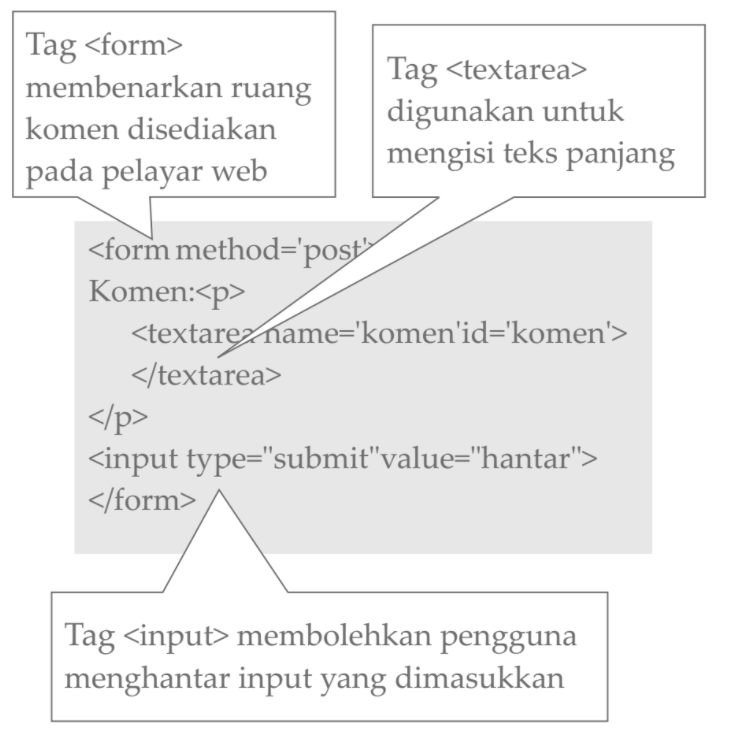 Tag <form>
membenarkan ruang
komen disediakan
pada pelayar web
Tag <textarea>
digunakan untuk
mengisi teks panjang
<form method='post'>
Komen:<p>
<textarea name='komen'id='komen'>
</textarea>
</p>
<input type="submit"value="hantar">
</form>
Tag <input> membolehkan pengguna
menghantar input yang dimasukkan